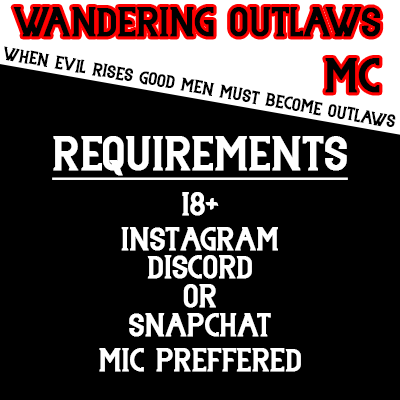 WANDERING OUTLAWS
MC
WHEN EVIL RISES GOOD MEN MUST BECOME OUTLAWS
REQUIREMENTS
18+
INSTAGRAM
DISCORD
OR
SNAPCHAT
MIC PREFFERED